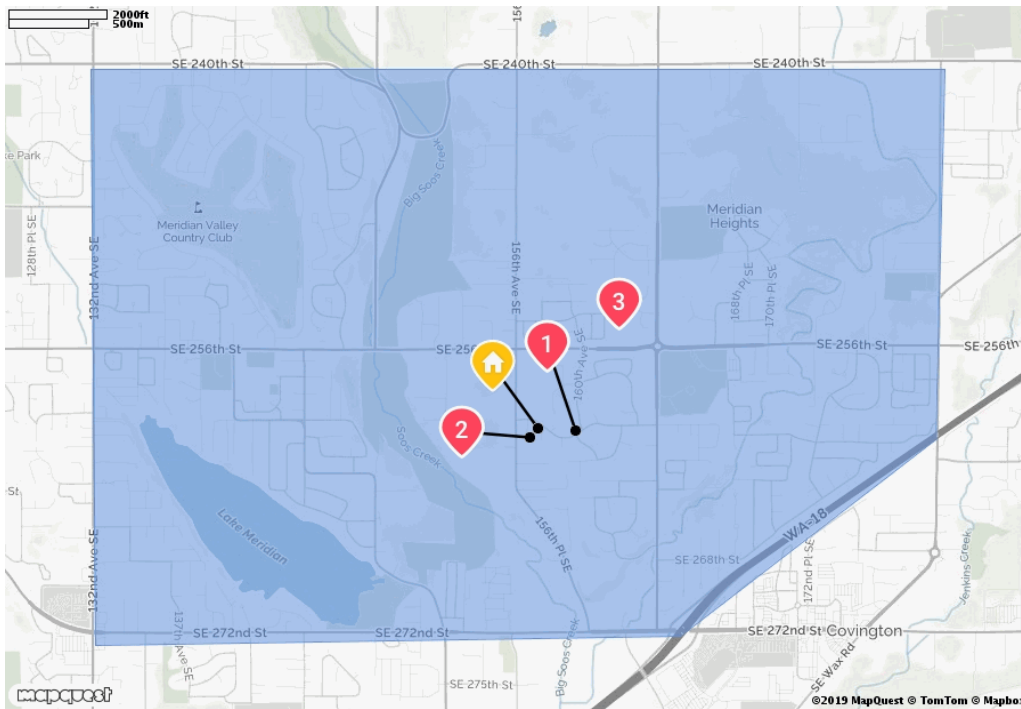 2000ft
500m
156
SE 240th St
SE 240th St
SE 240th St
ke Park
128th Pl SE
132nd Ave SE
Meridian Valley
Country Club
Big Soos Creek
156th Ave SE
Meridian
Heights
168th Pl SE
170th Pl SE
3
1
160th Ave SE
SE 256th St
SE 256
SE 256th St
SE 256th
2
Soos Creek
St
Lake Meridian
156th Pl SE
WA-18
SE 268th St
172nd Pl SE
Jenkins Creek
132nd Ave SE
137th Ave SE
SE 272nd St
SE 272nd St
SE 272nd St
Covington
Big Soos Creek
SE 275th St
SE Wax Rd
mapquest
©2019 MapQuest © TomTom © Mapbo